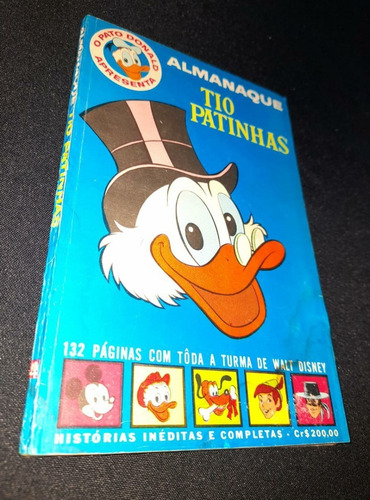 O PATO DONALD
APRESENTA
ALMANAQUE
TIO
PATINHAS
132 PÁGINAS COM TÔDA A TURMA DE WALT DISNEY
HISTÓRIAS INÉDITAS E COMPLETAS - Cr$ 200,00
ALMANAQUE TIO PATINHAS